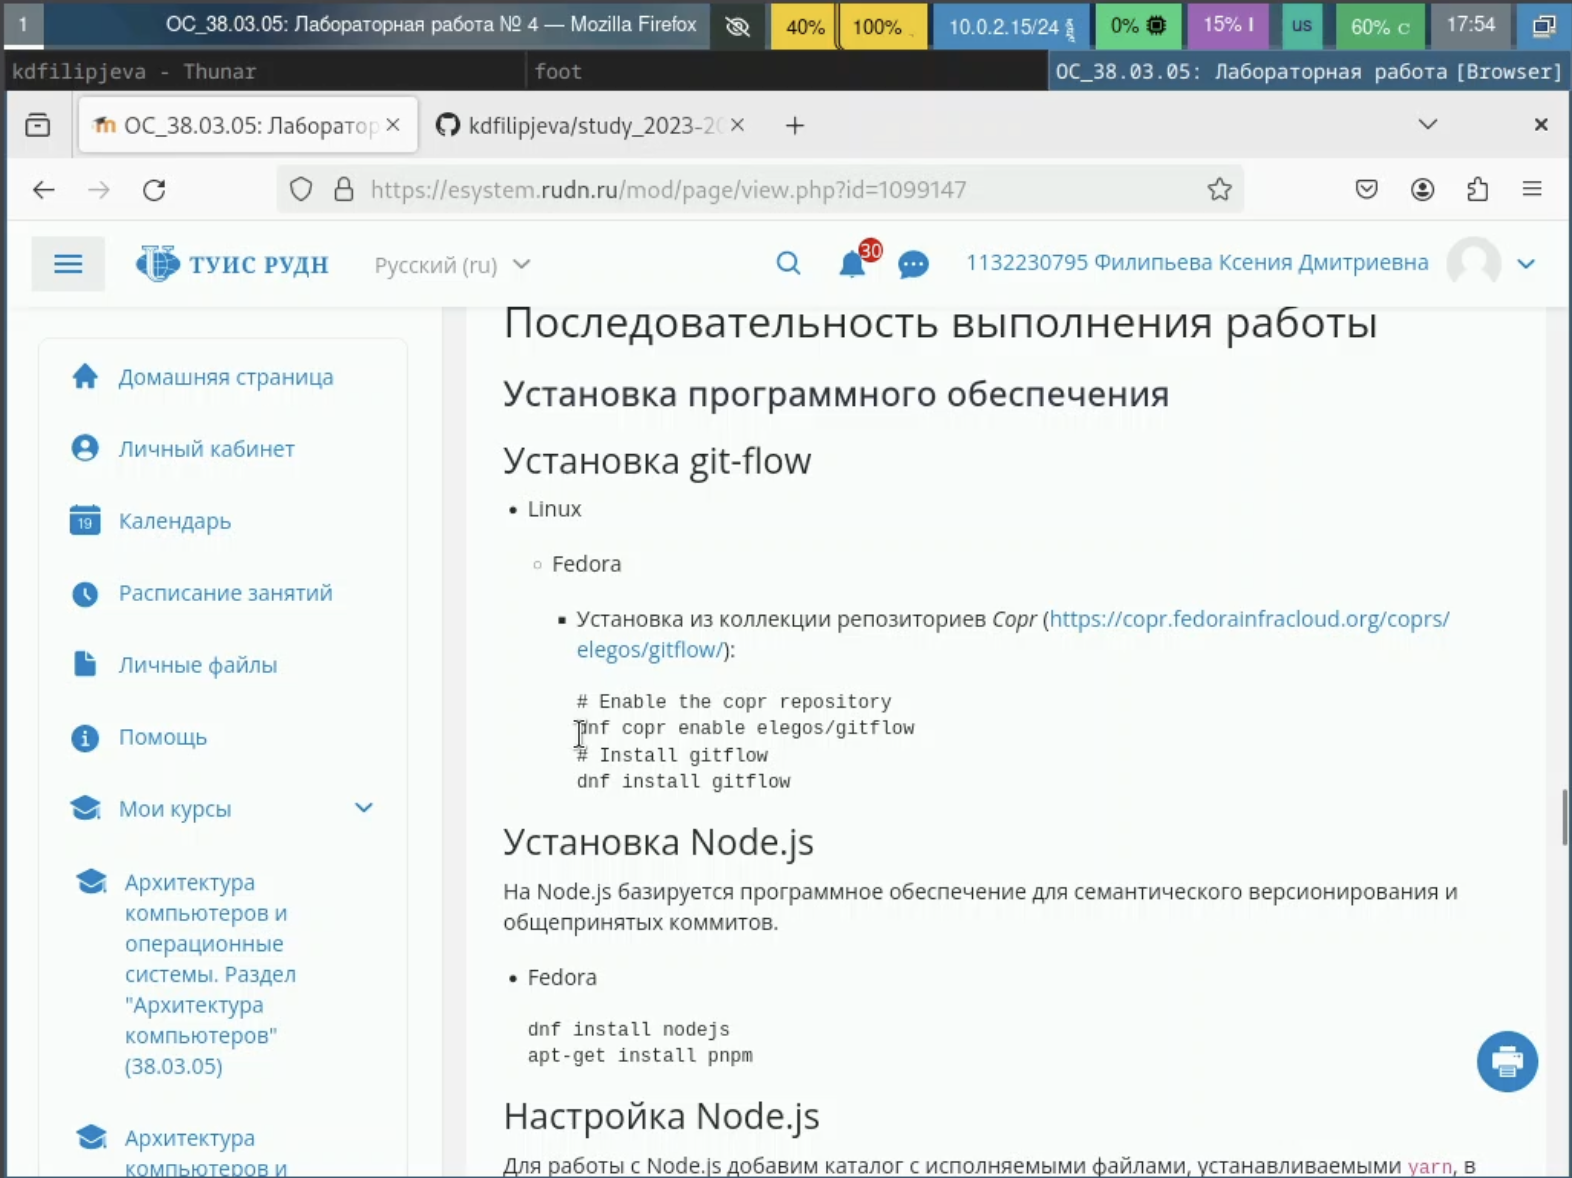 1 ОС_38.03.05: Лабораторная работа № 4 — Mozilla Firefox 40% 100% 10.0.2.15/24 0% 15% us 60% 17:54
kdfilipjeva - Thunar foot ОС_38.03.05: Лабораторная работа [Browser]
ОС_38.03.05: Лаборатор kdfilipjeva/study_2023-20
https://esystem.rudn.ru/mod/page/view.php?id=1099147
ТУИС РУДН Русский (ru) 30 1132230795 Филипьева Ксения Дмитриевна
Домашняя страница
Личный кабинет
19 Календарь
Расписание занятий
Личные файлы
Помощь
Мои курсы
Архитектура
компьютеров и
операционные
системы. Раздел
"Архитектура
компьютеров"
(38.03.05)
Архитектура
компьютеров и
Последовательность выполнения работы
Установка программного обеспечения
Установка git-flow
• Linux
◦ Fedora
▪ Установка из коллекции репозиториев Copr (https://copr.fedorainfracloud.org/coprs/
elegos/gitflow/):
# Enable the copr repository
dnf copr enable elegos/gitflow
# Install gitflow
dnf install gitflow
Установка Node.js
На Node.js базируется программное обеспечение для семантического версионирования и
общепринятых коммитов.
• Fedora
dnf install nodejs
apt-get install pnpm
Настройка Node.js
Для работы с Node.js добавим каталог с исполняемыми файлами, устанавливаемыми yarn, в